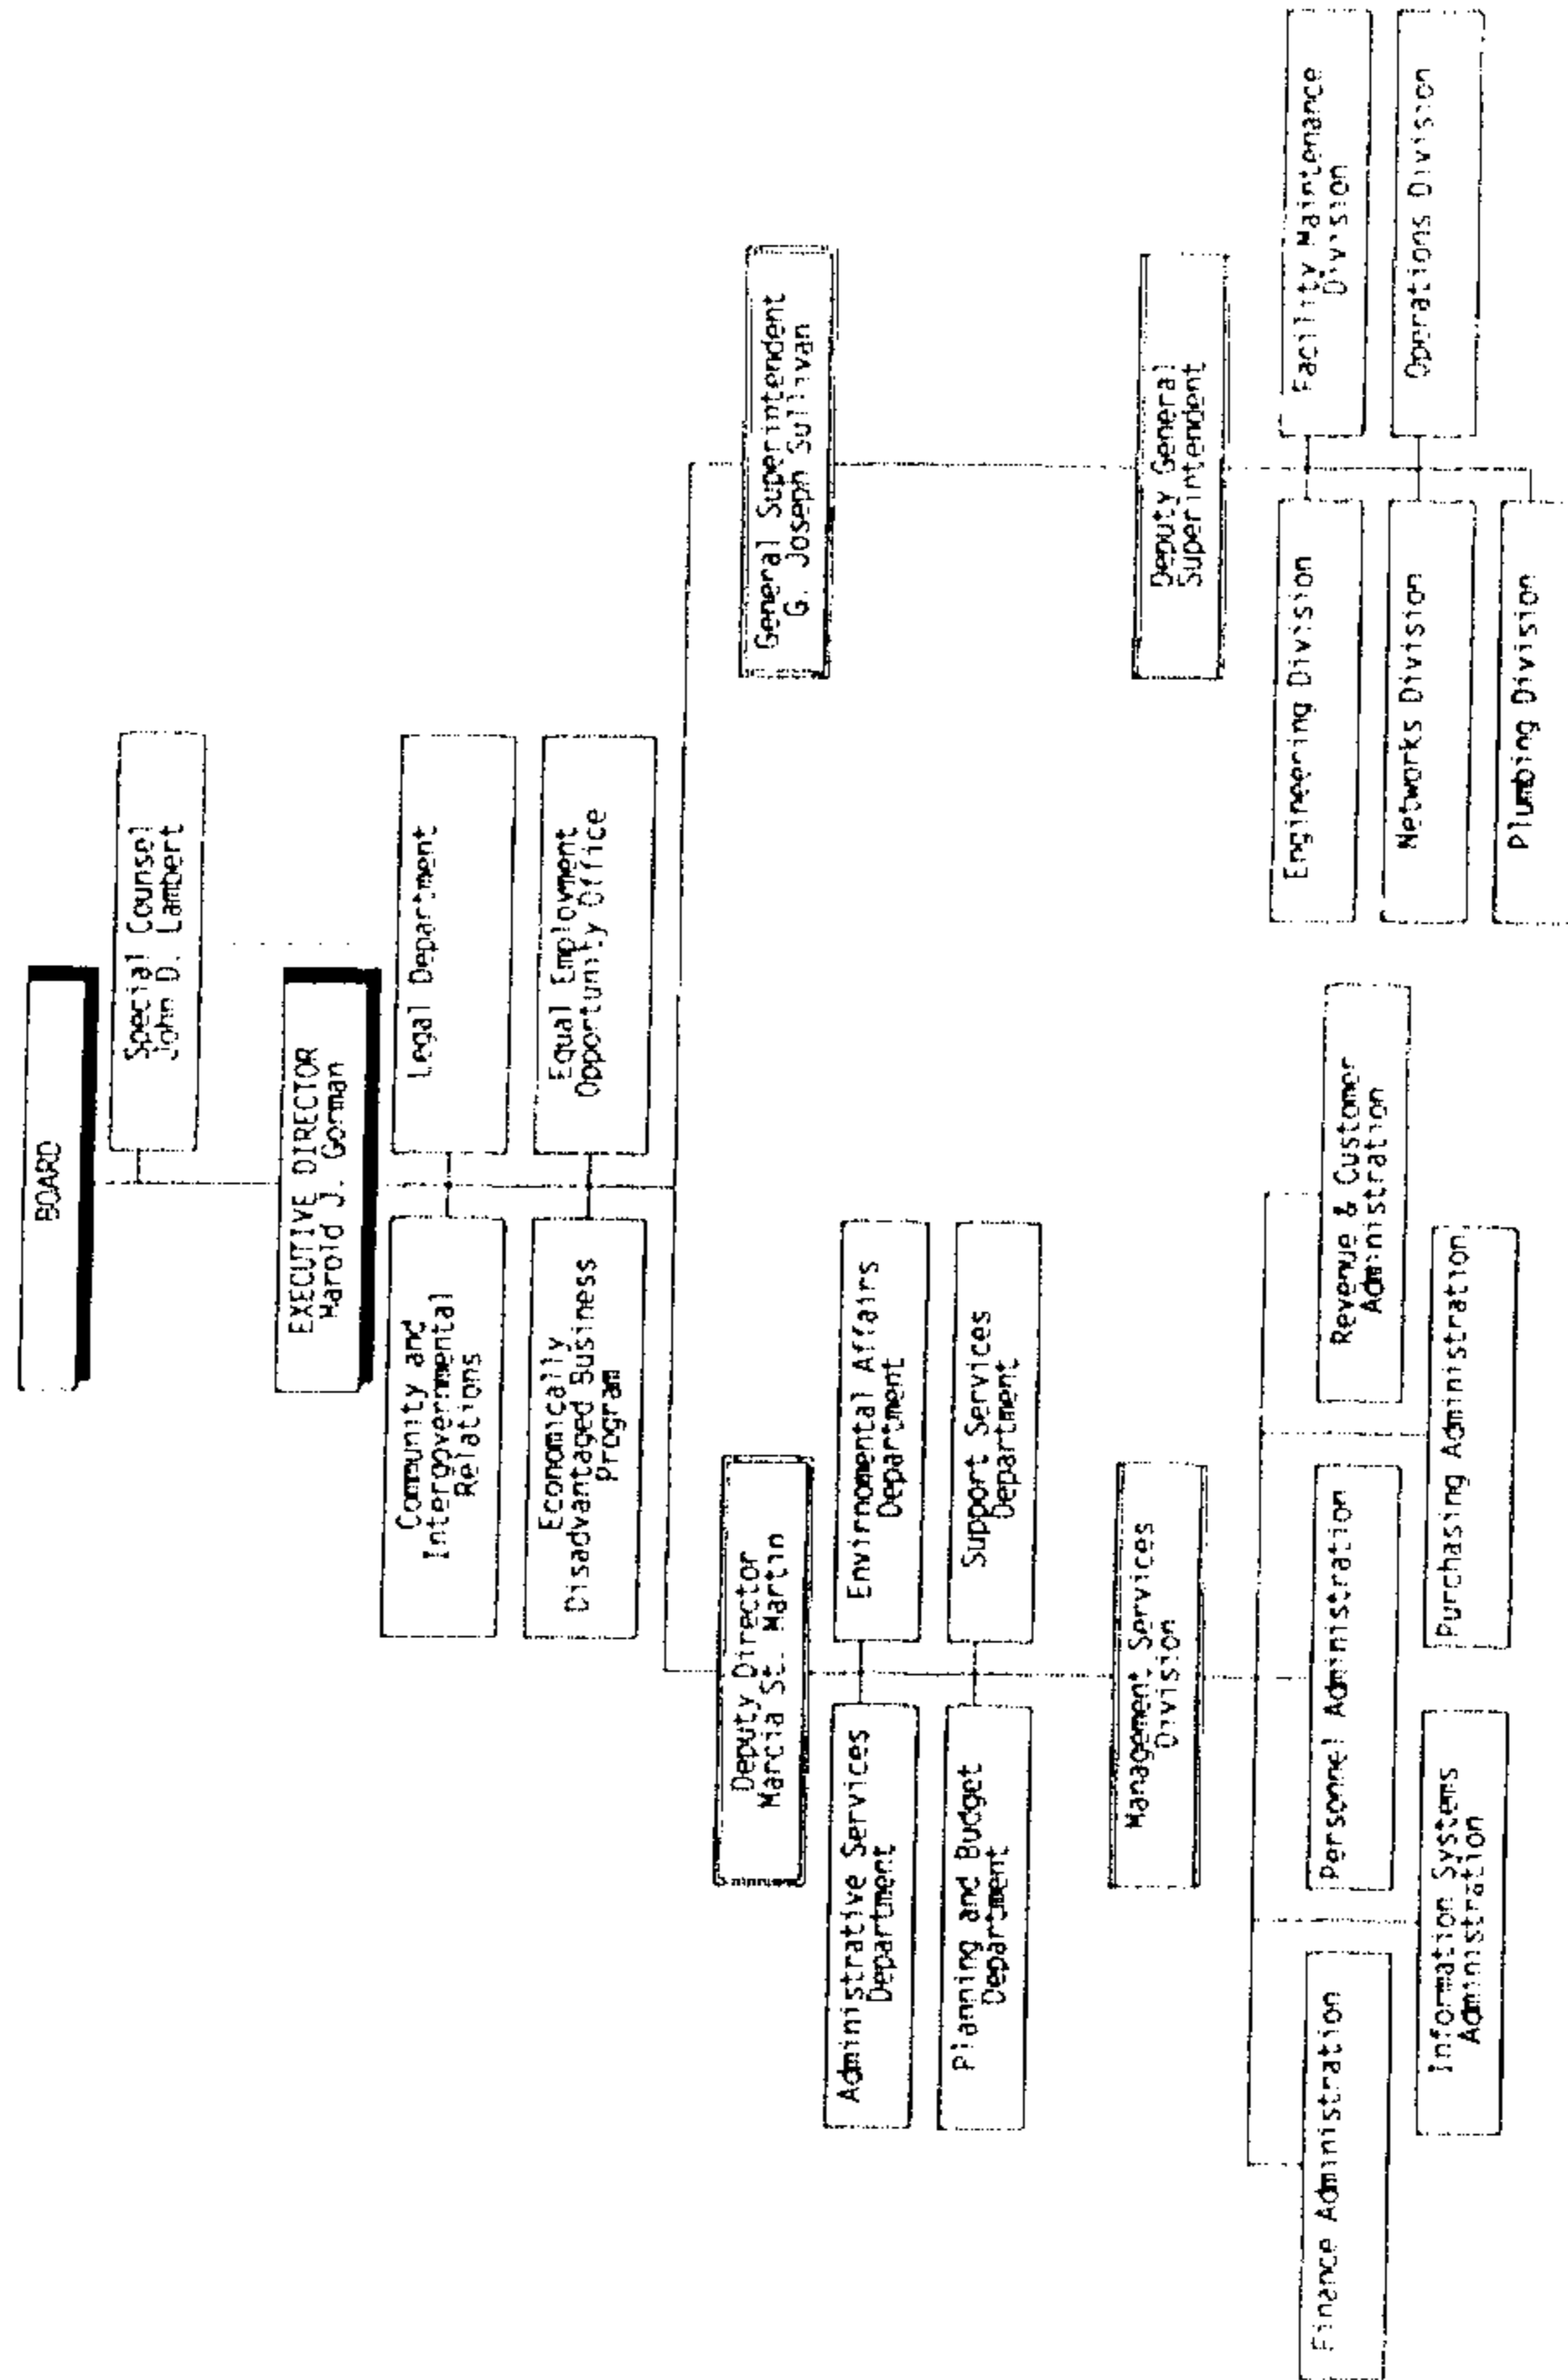 BOARD
Special Counsel
John D. Lambert
EXECUTIVE DIRECTOR
Harold J. Gorman
Community and
Intergovernmental
Relations
Legal Department
Economically
Disadvantaged Business
Program
Equal Employment
Opportunity Office
Deputy Director
Marcia St. Martin
General Superintendent
G. Joseph Sullivan
Administrative Services
Department
Environmental Affairs
Department
Planning and Budget
Department
Support Services
Department
Management Services
Division
Deputy General
Superintendent
Finance Administration
Personnel Administration
Revenue & Customer
Administration
Information Systems
Administration
Purchasing Administration
Engineering Division
Facility Maintenance
Division
Networks Division
Operations Division
Plumbing Division